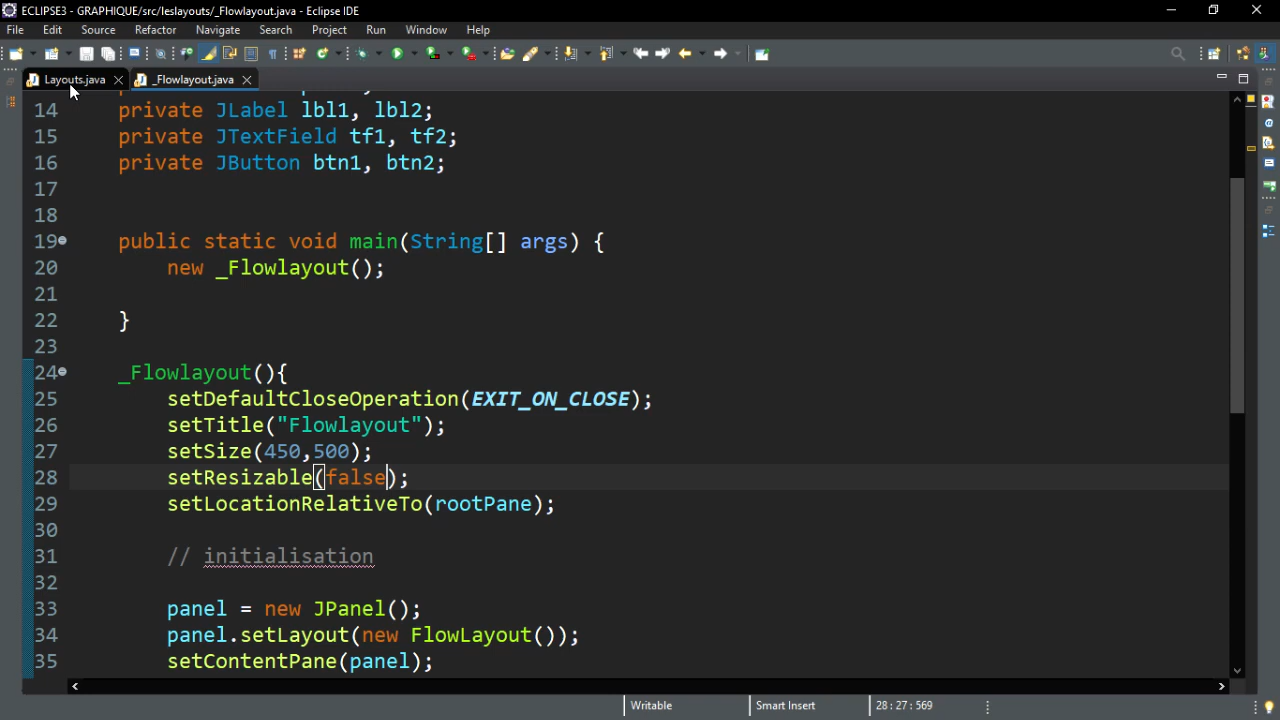 ECLIPSE3 - GRAPHIQUE/src/leslayouts/_Flowlayout.java - Eclipse IDE
File Edit Source Refactor Navigate Search Project Run Window Help
Layouts.java _Flowlayout.java
14 private JLabel lbl1, lbl2;
15 private JTextField tf1, tf2;
16 private JButton btn1, btn2;
17
18
19 public static void main(String[] args) {
20 new _Flowlayout();
21
22 }
23
24 _Flowlayout(){
25 setDefaultCloseOperation(EXIT_ON_CLOSE);
26 setTitle("Flowlayout");
27 setSize(450,500);
28 setResizable(false);
29 setLocationRelativeTo(rootPane);
30
31 // initialisation
32
33 panel = new JPanel();
34 panel.setLayout(new FlowLayout());
35 setContentPane(panel);
Writable Smart Insert 28 : 27 : 569